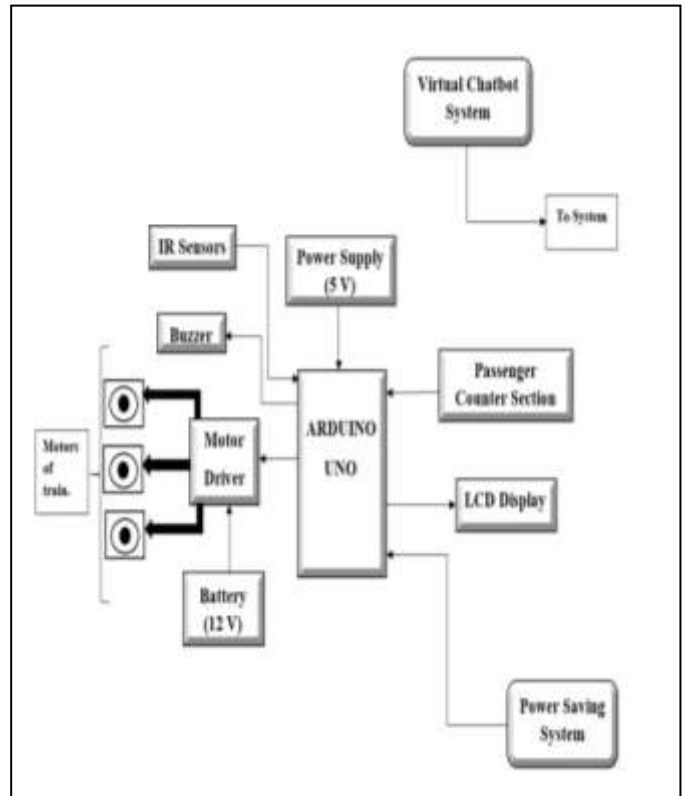 Virtual Chatbot
System
To System
IR Sensors
Power Supply
(5 V)
Buzzer
Passenger
Counter Section
ARDUINO
UNO
Motor
Driver
Motors
of
train.
LCD Display
Battery
(12 V)
Power Saving
System